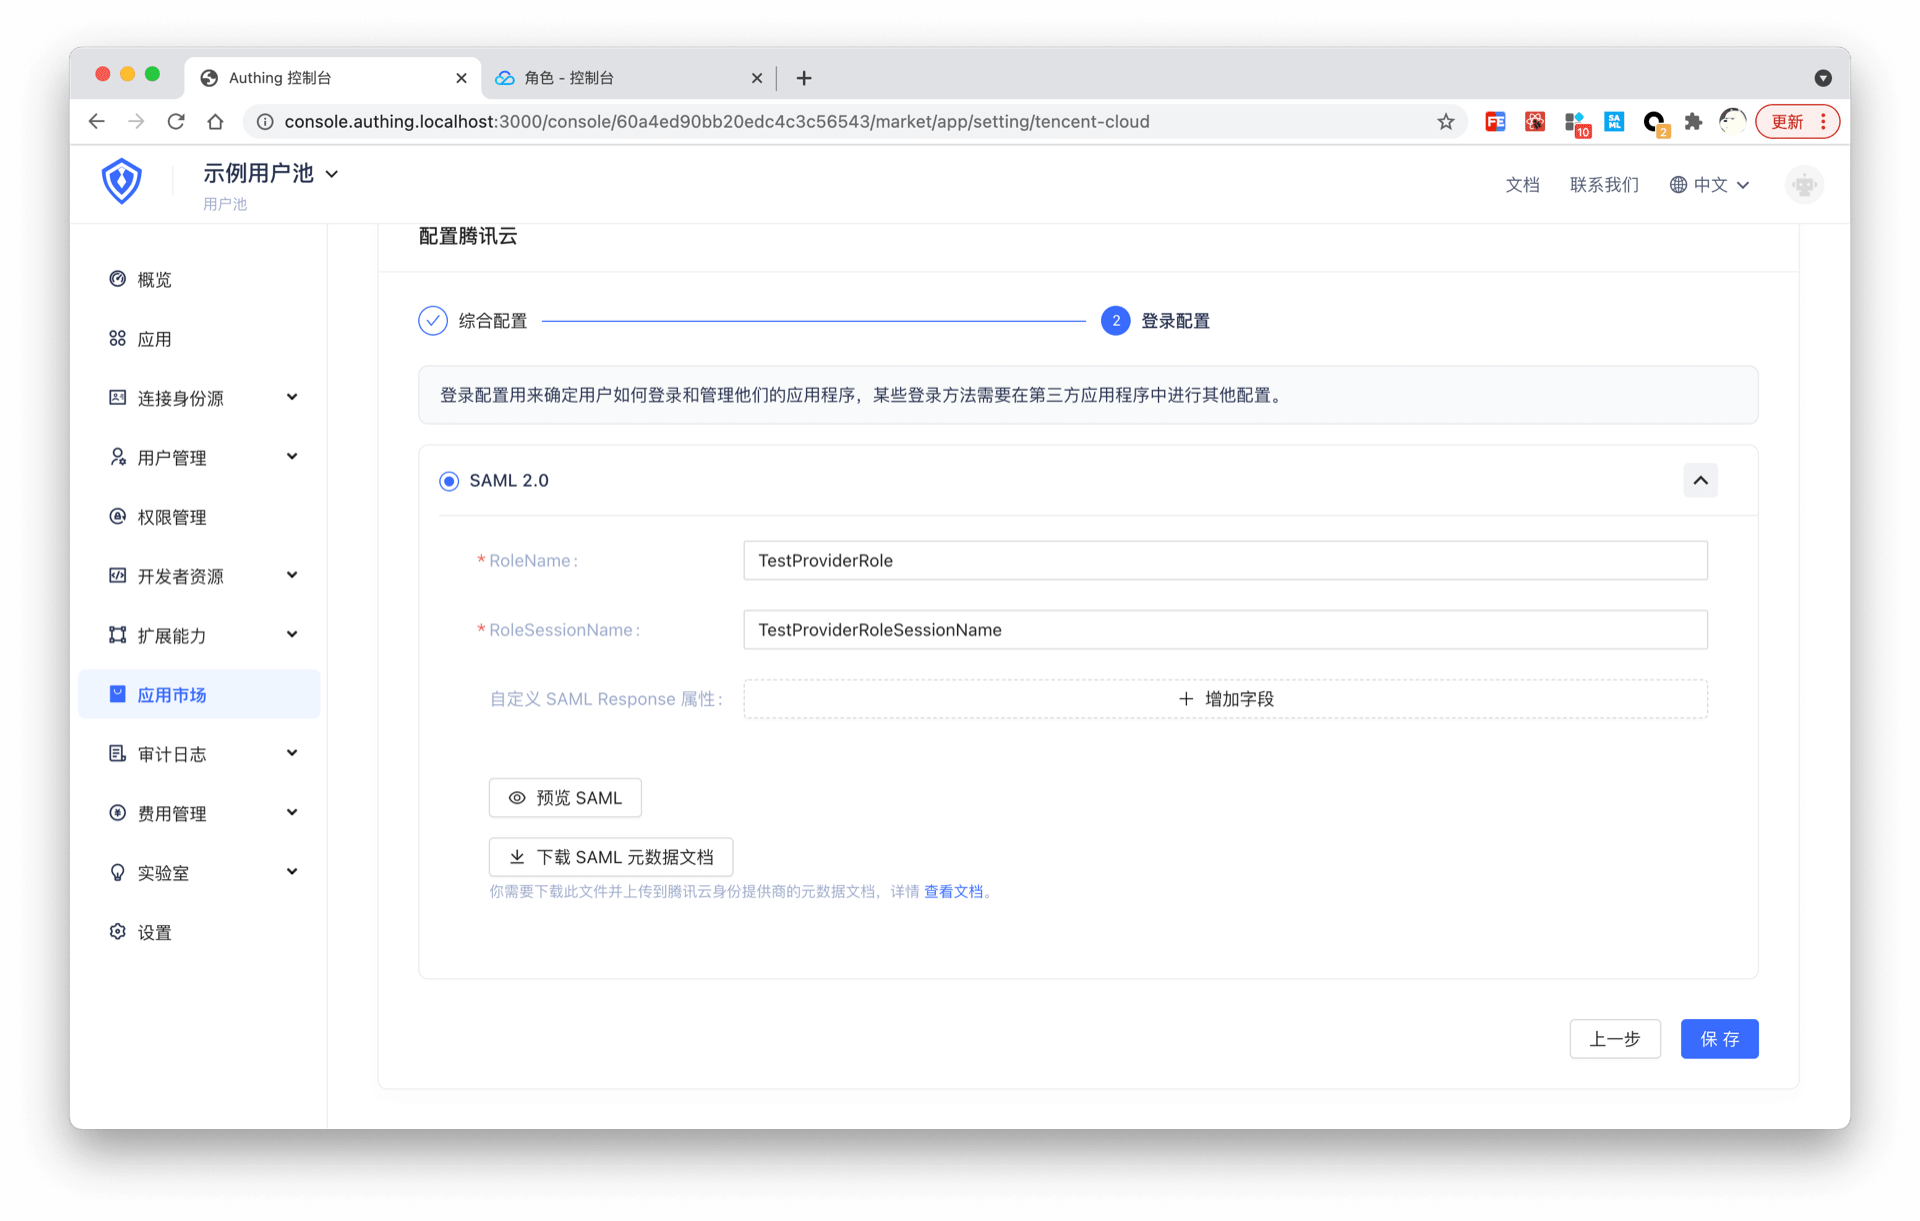 Authing 控制台
角色 - 控制台
console.authing.localhost:3000/console/60a4ed90bb20edc4c3c56543/market/app/setting/tencent-cloud
FE
10
SA
ML
2
更新
示例用户池
用户池
文档
联系我们
中文
概览
应用
连接身份源
用户管理
权限管理
开发者资源
扩展能力
应用市场
审计日志
费用管理
实验室
设置
配置腾讯云
综合配置
2 登录配置
登录配置用来确定用户如何登录和管理他们的应用程序，某些登录方法需要在第三方应用程序中进行其他配置。
SAML 2.0
* RoleName: TestProviderRole
* RoleSessionName: TestProviderRoleSessionName
自定义 SAML Response 属性: + 增加字段
预览 SAML
下载 SAML 元数据文档
你需要下载此文件并上传到腾讯云身份提供商的元数据文档，详情 查看文档。
上一步
保 存